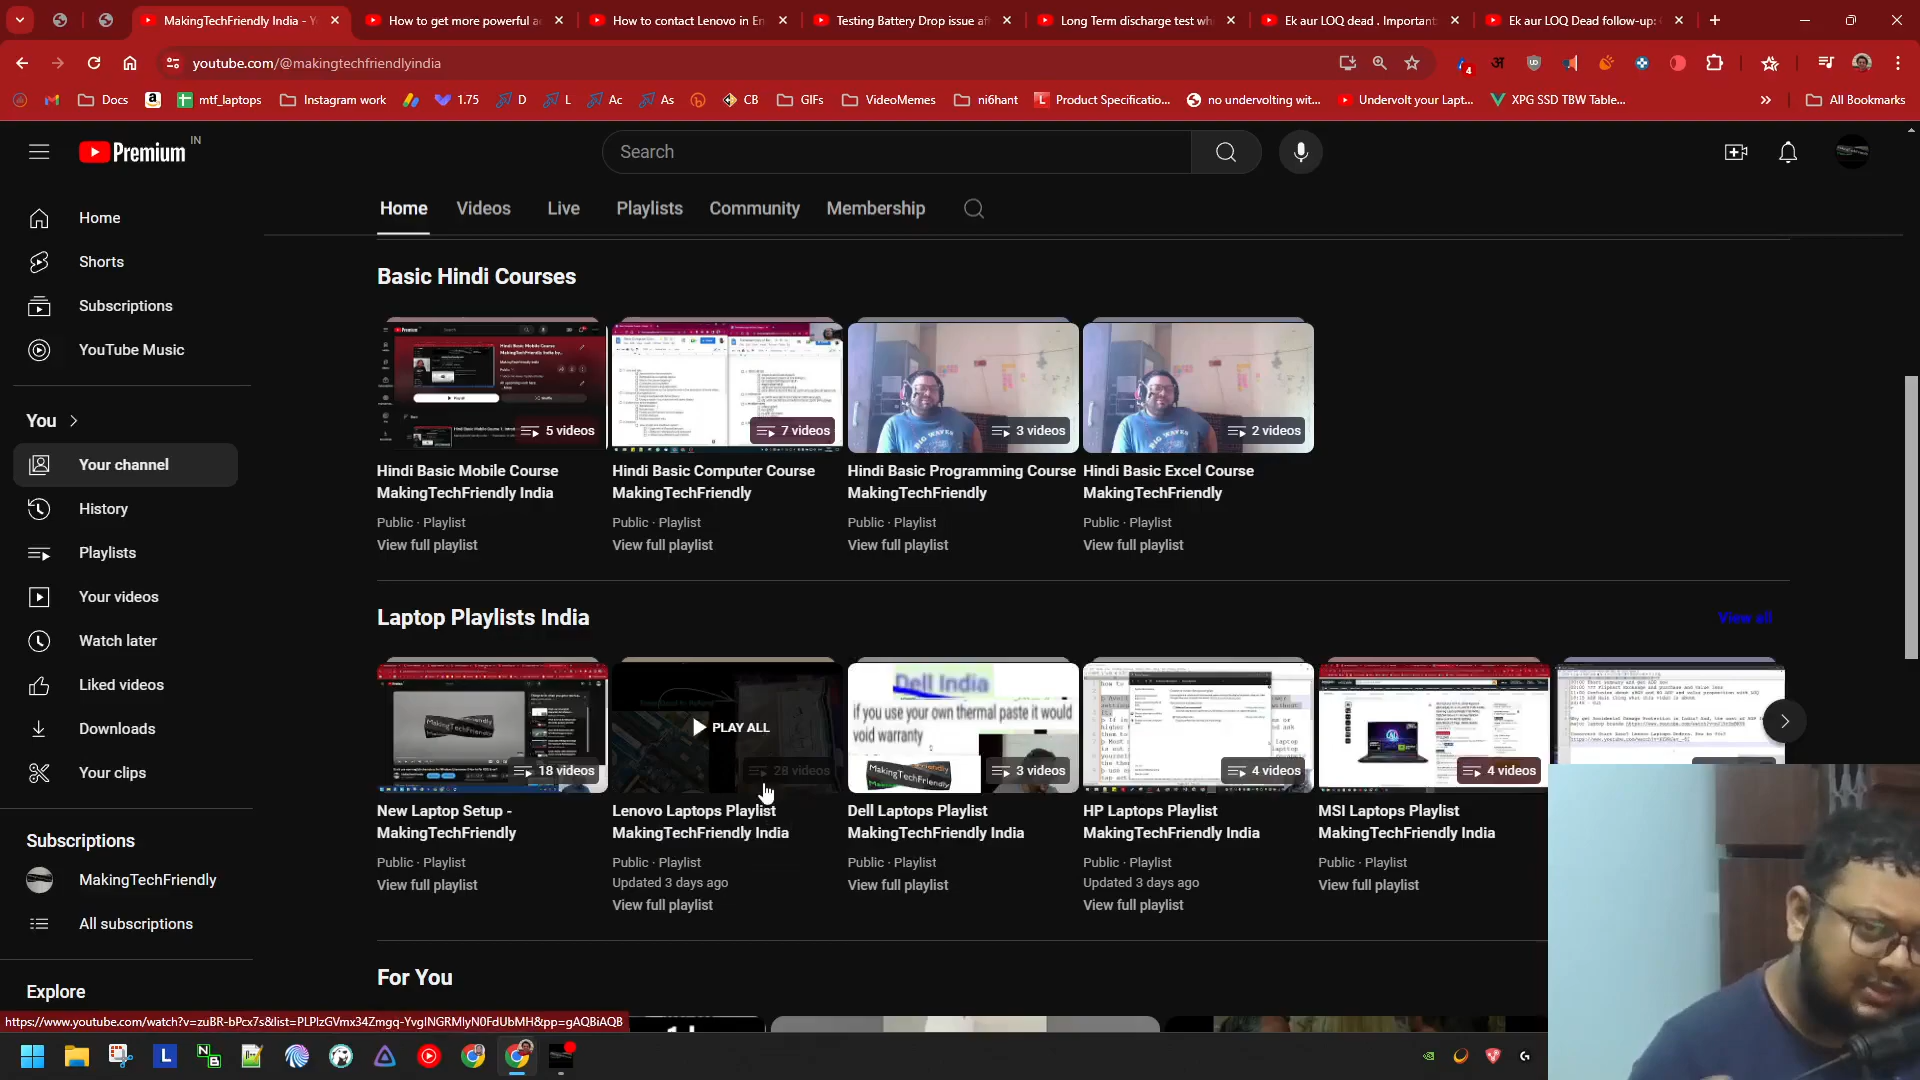 MakingTechFriendly India - Y
How to get more powerful a
How to contact Lenovo in En
Testing Battery Drop issue af
Long Term discharge test wh
Ek aur LOQ dead . Important
Ek aur LOQ Dead follow-up:
youtube.com/@makingtechfriendlyindia
4
अ
Docs
mtf_laptops
Instagram work
1.75
D
L
Ac
As
CB
GIFs
VideoMemes
ni6hant
Product Specificatio...
no undervolting wit...
Undervolt your Lapt...
XPG SSD TBW Table...
All Bookmarks
Premium
IN
Search
Home
Videos
Live
Playlists
Community
Membership
Home
Shorts
Subscriptions
YouTube Music
You
Your channel
History
Playlists
Your videos
Watch later
Liked videos
Downloads
Your clips
Subscriptions
MakingTechFriendly
All subscriptions
Explore
Basic Hindi Courses
5 videos
7 videos
3 videos
2 videos
Hindi Basic Mobile Course
MakingTechFriendly India
Public · Playlist
View full playlist
Hindi Basic Computer Course
MakingTechFriendly
Public · Playlist
View full playlist
Hindi Basic Programming Course
MakingTechFriendly
Public · Playlist
View full playlist
Hindi Basic Excel Course
MakingTechFriendly
Public · Playlist
View full playlist
Laptop Playlists India
View all
18 videos
PLAY ALL
28 videos
Dell India
if you use your own thermal paste it would
void warranty
MakingTechFriendly
3 videos
4 videos
4 videos
New Laptop Setup -
MakingTechFriendly
Public · Playlist
View full playlist
Lenovo Laptops Playlist
MakingTechFriendly India
Public · Playlist
Updated 3 days ago
View full playlist
Dell Laptops Playlist
MakingTechFriendly India
Public · Playlist
View full playlist
HP Laptops Playlist
MakingTechFriendly India
Public · Playlist
Updated 3 days ago
View full playlist
MSI Laptops Playlist
MakingTechFriendly India
Public · Playlist
View full playlist
For You
https://www.youtube.com/watch?v=zuBR-bPcx7s&list=PLPIzGVmx34Zmgq-YvgINGRMIyN0FdUbMH&pp=gAQBiAQB